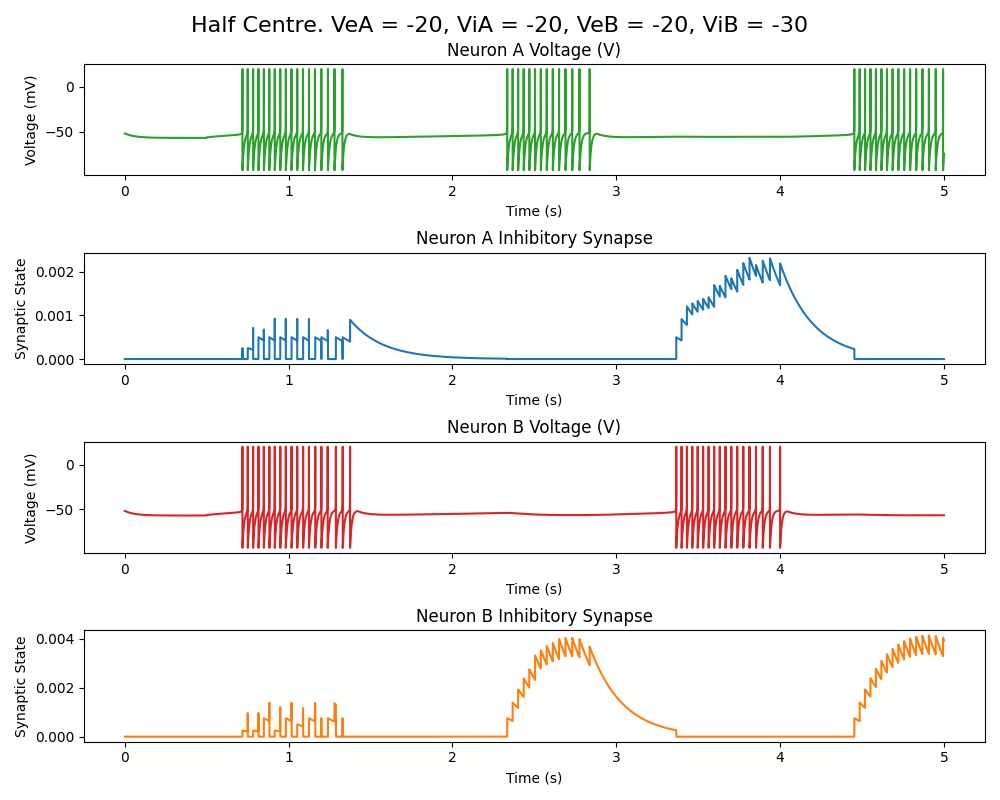 Half Centre. VeA = -20, ViA = -20, VeB = -20, ViB = -30
Neuron A Voltage (V)
Voltage (mV)
0
−50
0 1 2 3 4 5
Time (s)
Neuron A Inhibitory Synapse
Synaptic State
0.002
0.001
0.000
0 1 2 3 4 5
Time (s)
Neuron B Voltage (V)
Voltage (mV)
0
−50
0 1 2 3 4 5
Time (s)
Neuron B Inhibitory Synapse
Synaptic State
0.004
0.002
0.000
0 1 2 3 4 5
Time (s)